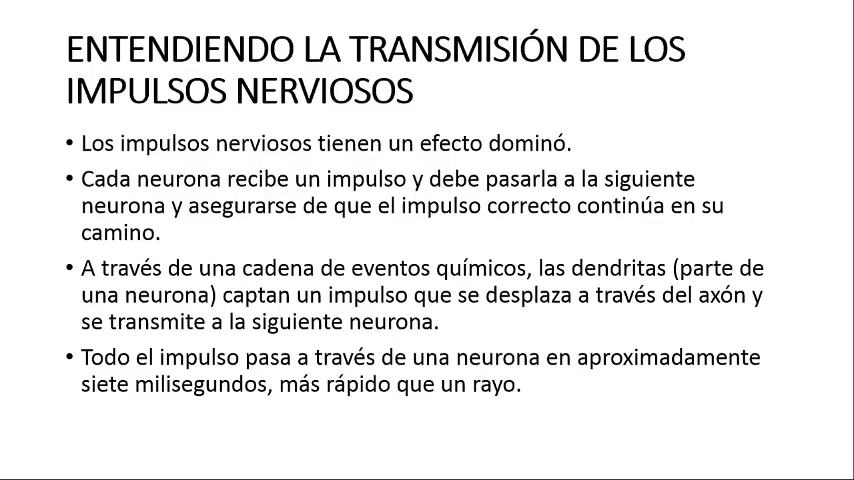 ENTENDIENDO LA TRANSMISIÓN DE LOS
IMPULSOS NERVIOSOS
• Los impulsos nerviosos tienen un efecto dominó.
• Cada neurona recibe un impulso y debe pasarla a la siguiente
neurona y asegurarse de que el impulso correcto continúa en su
camino.
• A través de una cadena de eventos químicos, las dendritas (parte de
una neurona) captan un impulso que se desplaza a través del axón y
se transmite a la siguiente neurona.
• Todo el impulso pasa a través de una neurona en aproximadamente
siete milisegundos, más rápido que un rayo.